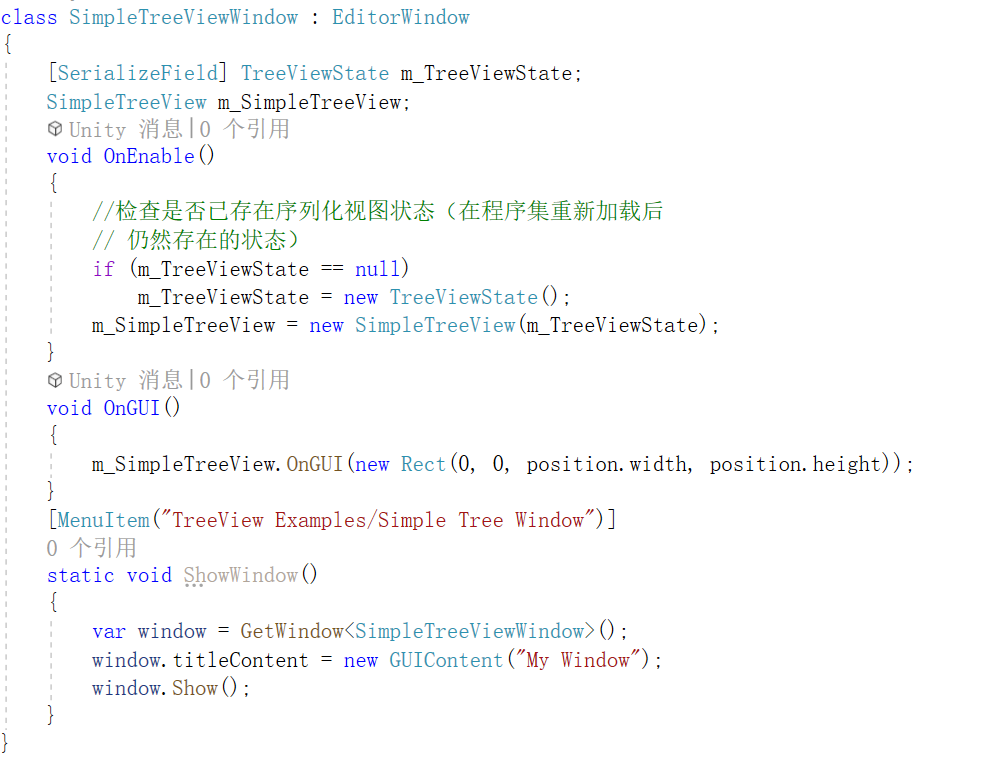 class SimpleTreeViewWindow : EditorWindow
{
[SerializeField] TreeViewState m_TreeViewState;
SimpleTreeView m_SimpleTreeView;
Unity 消息|0 个引用
void OnEnable()
{
//检查是否已存在序列化视图状态（在程序集重新加载后
// 仍然存在的状态）
if (m_TreeViewState == null)
m_TreeViewState = new TreeViewState();
m_SimpleTreeView = new SimpleTreeView(m_TreeViewState);
}
Unity 消息|0 个引用
void OnGUI()
{
m_SimpleTreeView.OnGUI(new Rect(0, 0, position.width, position.height));
}
[MenuItem("TreeView Examples/Simple Tree Window")]
0 个引用
static void ShowWindow()
{
var window = GetWindow<SimpleTreeViewWindow>();
window.titleContent = new GUIContent("My Window");
window.Show();
}
}